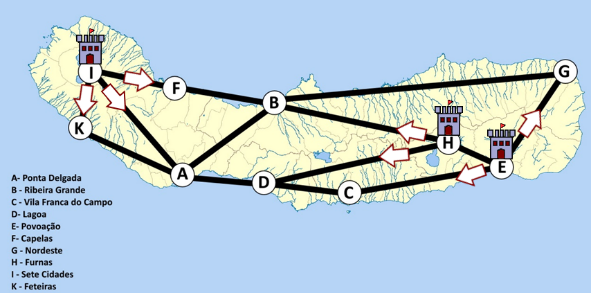 I
F
G
B
K
H
E
A
D
C
A- Ponta Delgada
B - Ribeira Grande
C - Vila Franca do Campo
D- Lagoa
E- Povoação
F- Capelas
G - Nordeste
H - Furnas
I - Sete Cidades
K - Feteiras